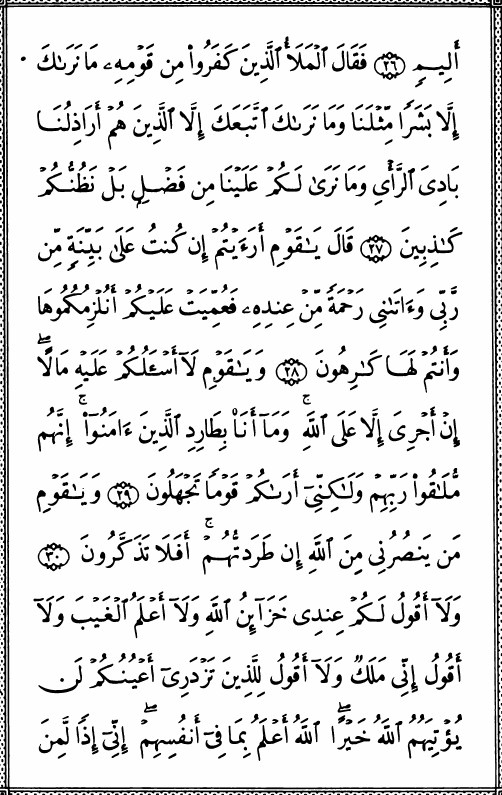 أَلِيمٍ ﴿٢٦﴾ فَقَالَ ٱلْمَلَأُ ٱلَّذِينَ كَفَرُوا۟ مِن قَوْمِهِۦ مَا نَرَىٰكَ
إِلَّا بَشَرًا مِّثْلَنَا وَمَا نَرَىٰكَ ٱتَّبَعَكَ إِلَّا ٱلَّذِينَ هُمْ أَرَاذِلُنَا
بَادِىَ ٱلرَّأْىِ وَمَا نَرَىٰ لَكُمْ عَلَيْنَا مِن فَضْلٍۭ بَلْ نَظُنُّكُمْ
كَـٰذِبِينَ ﴿٢٧﴾ قَالَ يَـٰقَوْمِ أَرَءَيْتُمْ إِن كُنتُ عَلَىٰ بَيِّنَةٍ مِّن
رَّبِّى وَءَاتَىٰنِى رَحْمَةً مِّنْ عِندِهِۦ فَعُمِّيَتْ عَلَيْكُمْ أَنُلْزِمُكُمُوهَا
وَأَنتُمْ لَهَا كَـٰرِهُونَ ﴿٢٨﴾ وَيَـٰقَوْمِ لَآ أَسْـَٔلُكُمْ عَلَيْهِ مَالًا ۖ
إِنْ أَجْرِىَ إِلَّا عَلَى ٱللَّهِ ۚ وَمَآ أَنَا۠ بِطَارِدِ ٱلَّذِينَ ءَامَنُوٓا۟ ۚ إِنَّهُم
مُّلَـٰقُوا۟ رَبِّهِمْ وَلَـٰكِنِّىٓ أَرَىٰكُمْ قَوْمًا تَجْهَلُونَ ﴿٢٩﴾ وَيَـٰقَوْمِ
مَن يَنصُرُنِى مِنَ ٱللَّهِ إِن طَرَدتُّهُمْ ۚ أَفَلَا تَذَكَّرُونَ ﴿٣٠﴾
وَلَآ أَقُولُ لَكُمْ عِندِى خَزَآئِنُ ٱللَّهِ وَلَآ أَعْلَمُ ٱلْغَيْبَ وَلَآ
أَقُولُ إِنِّى مَلَكٌ وَلَآ أَقُولُ لِلَّذِينَ تَزْدَرِىٓ أَعْيُنُكُمْ لَن
يُؤْتِيَهُمُ ٱللَّهُ خَيْرًا ۖ ٱللَّهُ أَعْلَمُ بِمَا فِىٓ أَنفُسِهِمْ ۖ إِنِّىٓ إِذًا لَّمِنَ